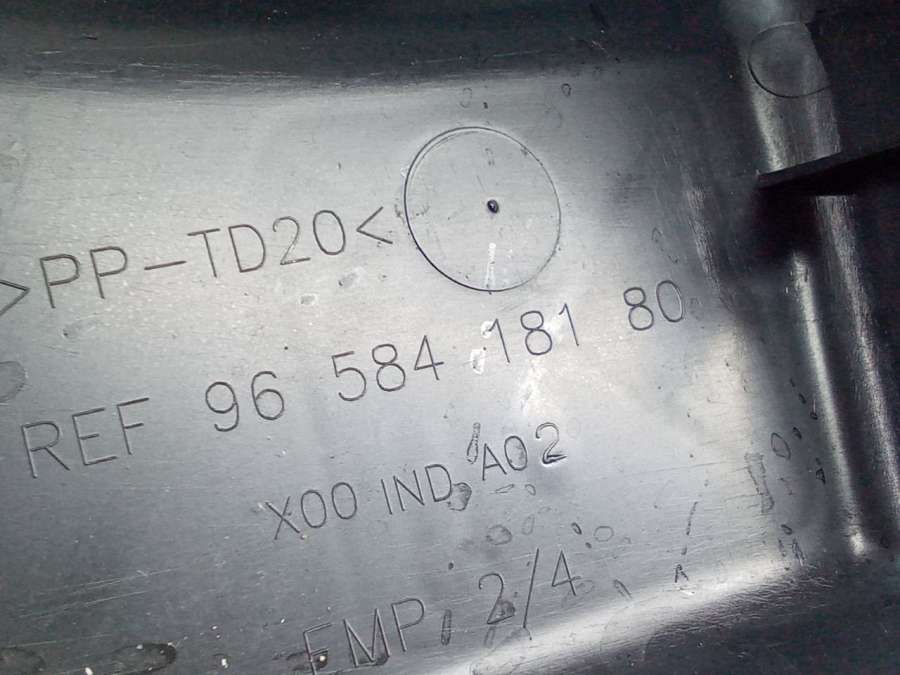 >PP-TD20<
REF 96 584 181 80
X00 IND A02
EMP 2/4